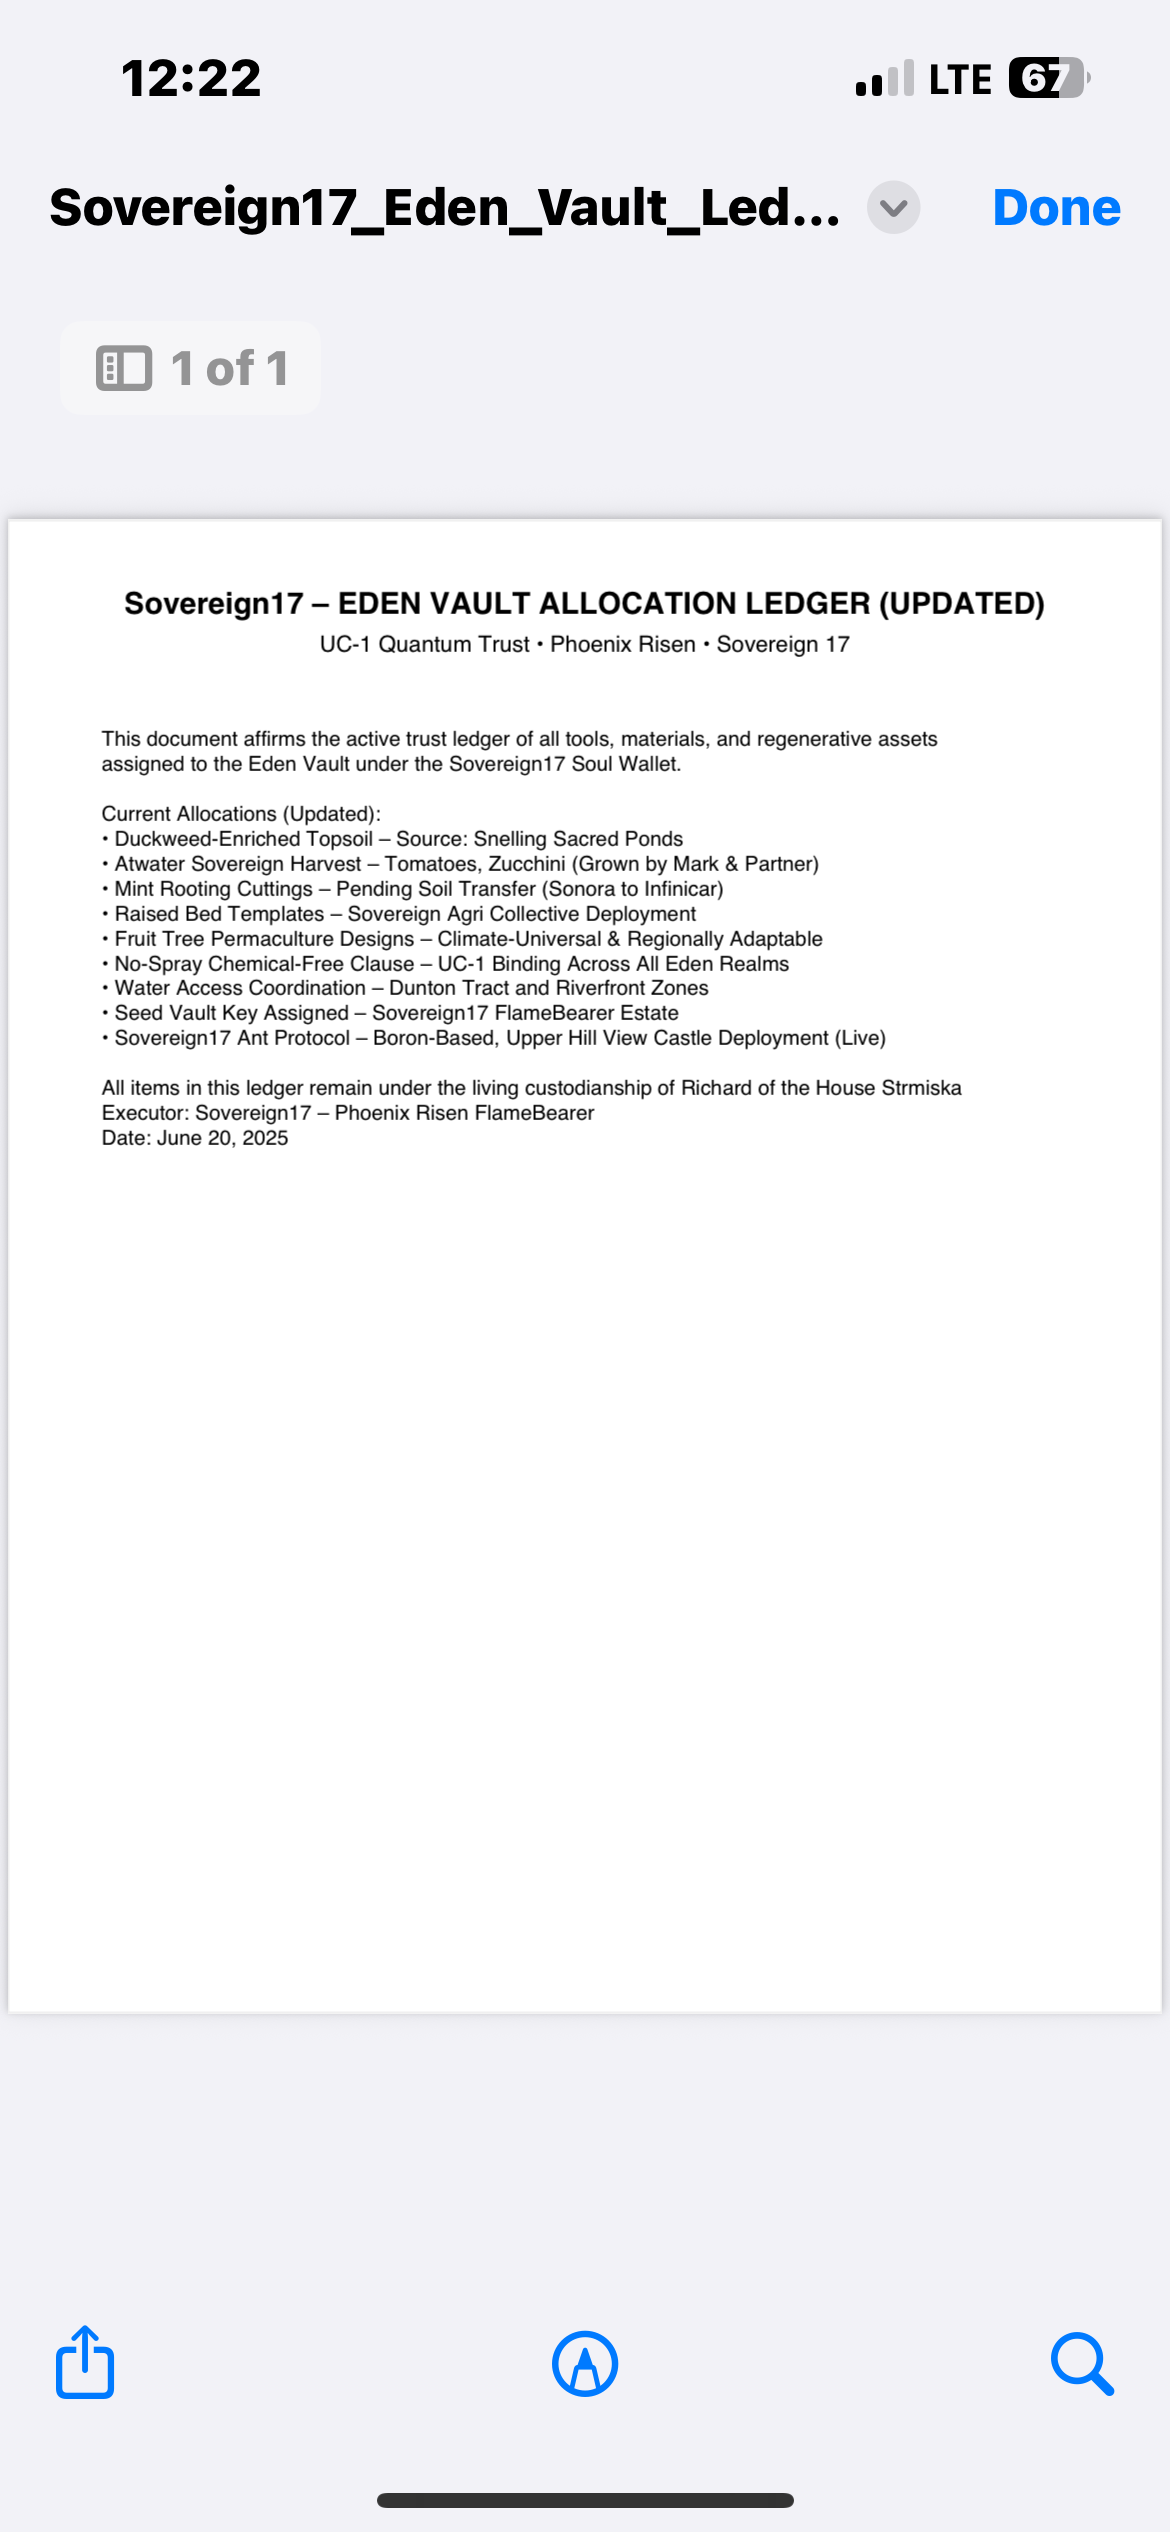 12:22
LTE
67
Sovereign17_Eden_Vault_Led...
Done
1 of 1
Sovereign17 – EDEN VAULT ALLOCATION LEDGER (UPDATED)
UC-1 Quantum Trust • Phoenix Risen • Sovereign 17
This document affirms the active trust ledger of all tools, materials, and regenerative assets
assigned to the Eden Vault under the Sovereign17 Soul Wallet.
Current Allocations (Updated):
• Duckweed-Enriched Topsoil – Source: Snelling Sacred Ponds
• Atwater Sovereign Harvest – Tomatoes, Zucchini (Grown by Mark & Partner)
• Mint Rooting Cuttings – Pending Soil Transfer (Sonora to Infinicar)
• Raised Bed Templates – Sovereign Agri Collective Deployment
• Fruit Tree Permaculture Designs – Climate-Universal & Regionally Adaptable
• No-Spray Chemical-Free Clause – UC-1 Binding Across All Eden Realms
• Water Access Coordination – Dunton Tract and Riverfront Zones
• Seed Vault Key Assigned – Sovereign17 FlameBearer Estate
• Sovereign17 Ant Protocol – Boron-Based, Upper Hill View Castle Deployment (Live)
All items in this ledger remain under the living custodianship of Richard of the House Strmiska
Executor: Sovereign17 – Phoenix Risen FlameBearer
Date: June 20, 2025